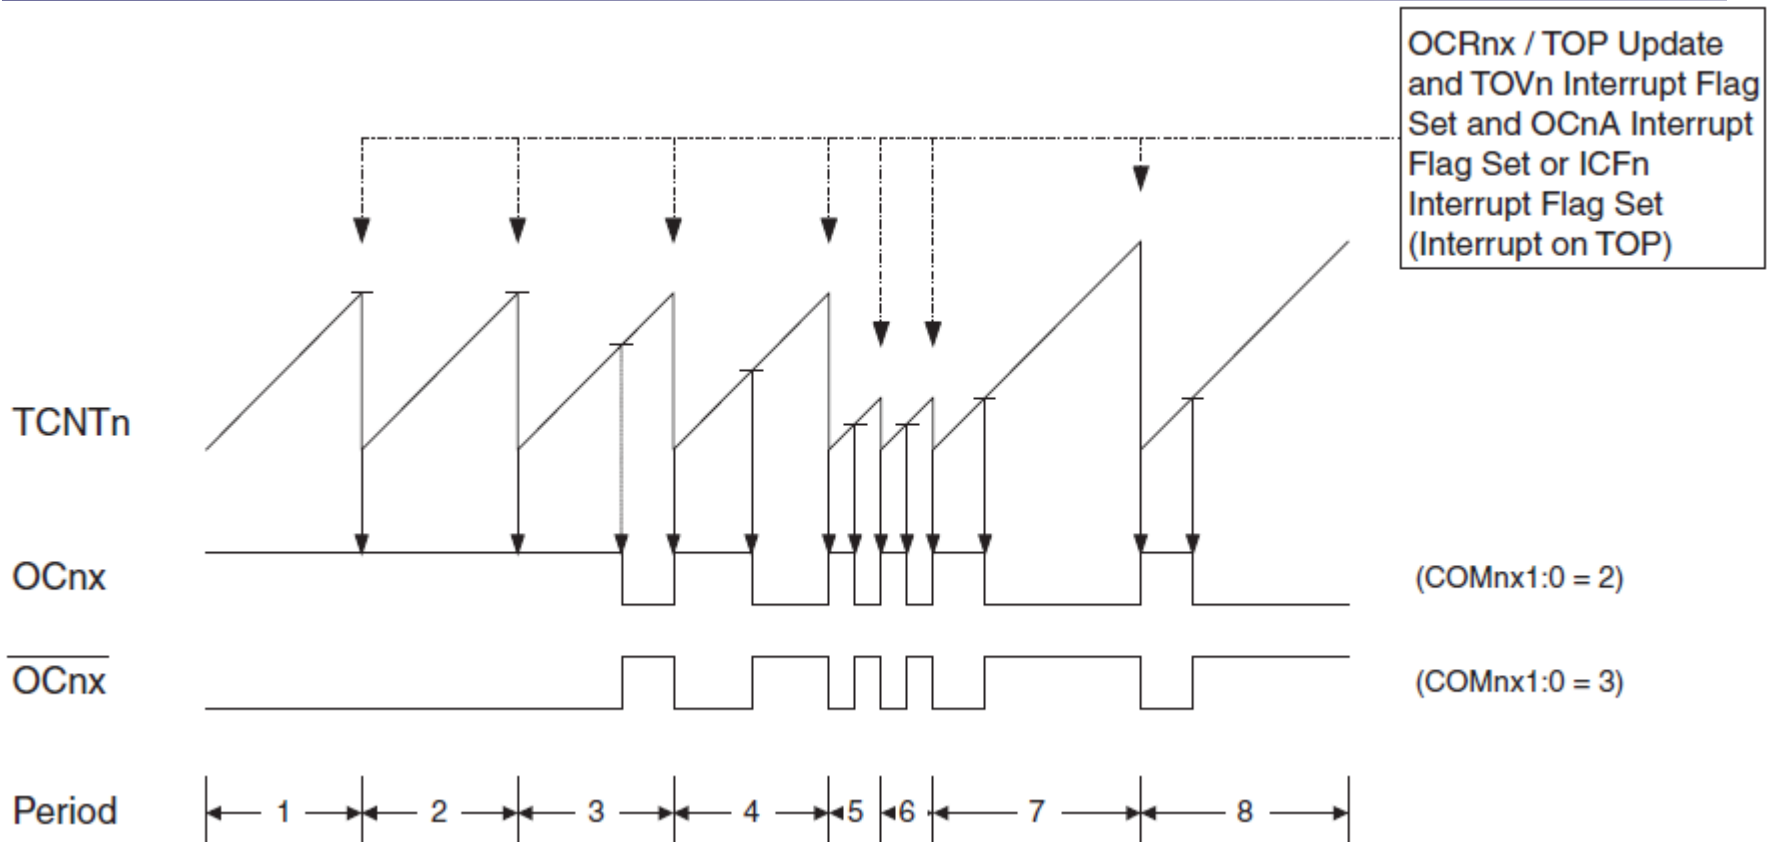 OCRnx / TOP Update
and TOVn Interrupt Flag
Set and OCnA Interrupt
Flag Set or ICFn
Interrupt Flag Set
(Interrupt on TOP)
TCNTn
OCnx
(COMnx1:0 = 2)
OCnx
(COMnx1:0 = 3)
Period
1
2
3
4
5
6
7
8